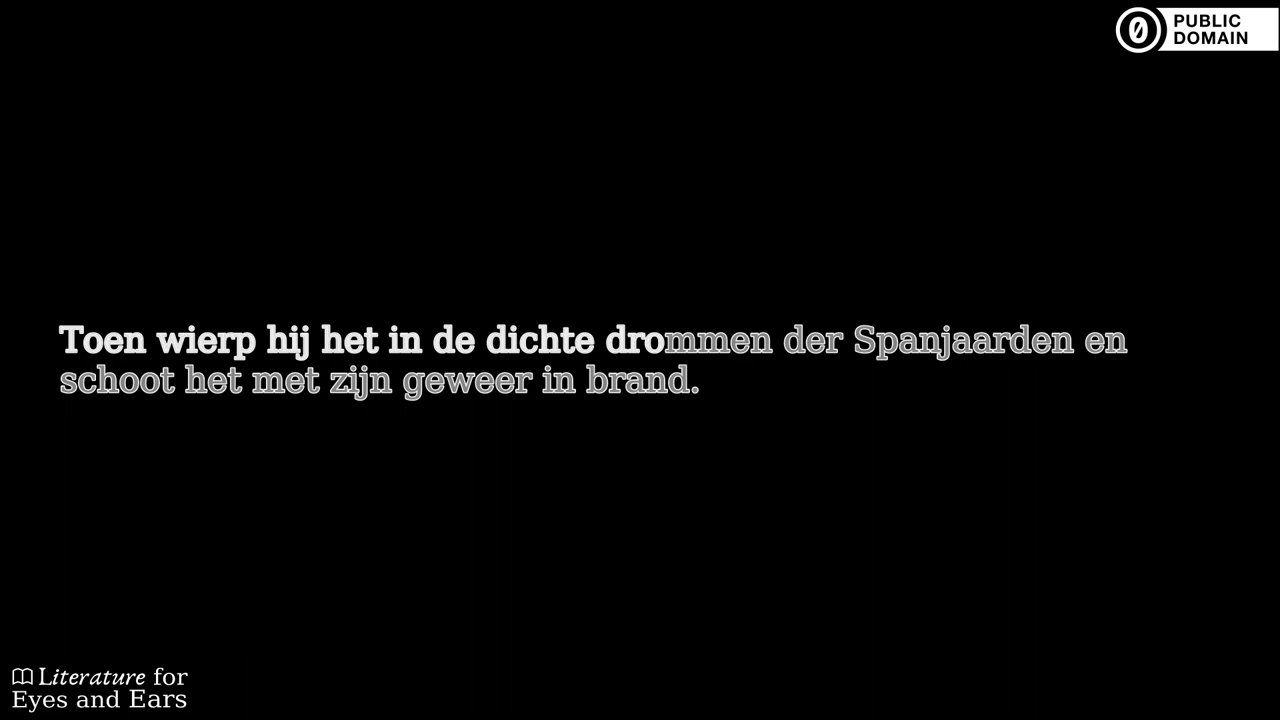 PUBLIC
DOMAIN
Toen wierp hij het in de dichte drommen der Spanjaarden en
schoot het met zijn geweer in brand.
Literature for
Eyes and Ears